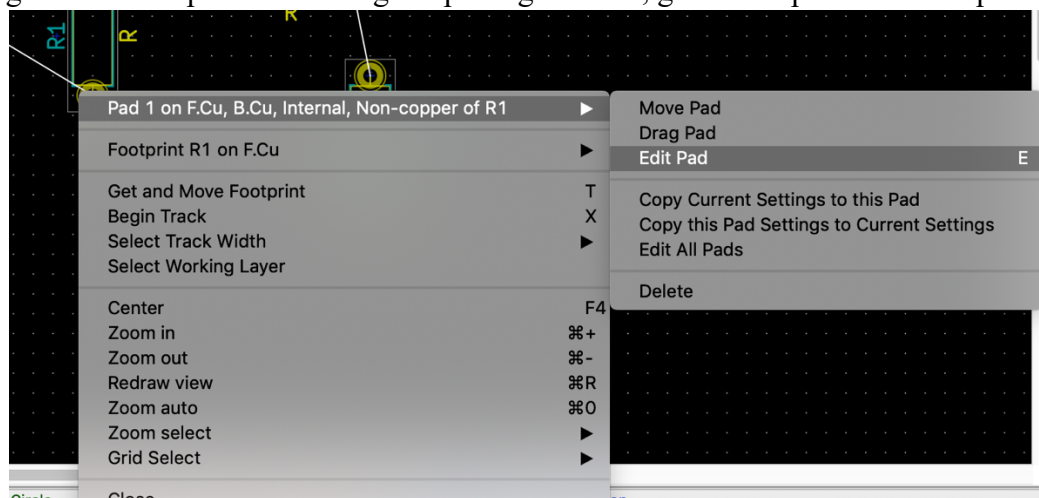 R1
R
R
Pad 1 on F.Cu, B.Cu, Internal, Non-copper of R1
Footprint R1 on F.Cu
Get and Move Footprint T
Begin Track X
Select Track Width
Select Working Layer
Center F4
Zoom in ⌘+
Zoom out ⌘-
Redraw view ⌘R
Zoom auto ⌘0
Zoom select
Grid Select
Close
Move Pad
Drag Pad
Edit Pad E
Copy Current Settings to this Pad
Copy this Pad Settings to Current Settings
Edit All Pads
Delete